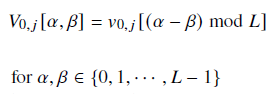 V₀,ⱼ[α, β] = v₀,ⱼ[(α − β) mod L]
for α, β ∈ {0, 1, ⋯ , L − 1}